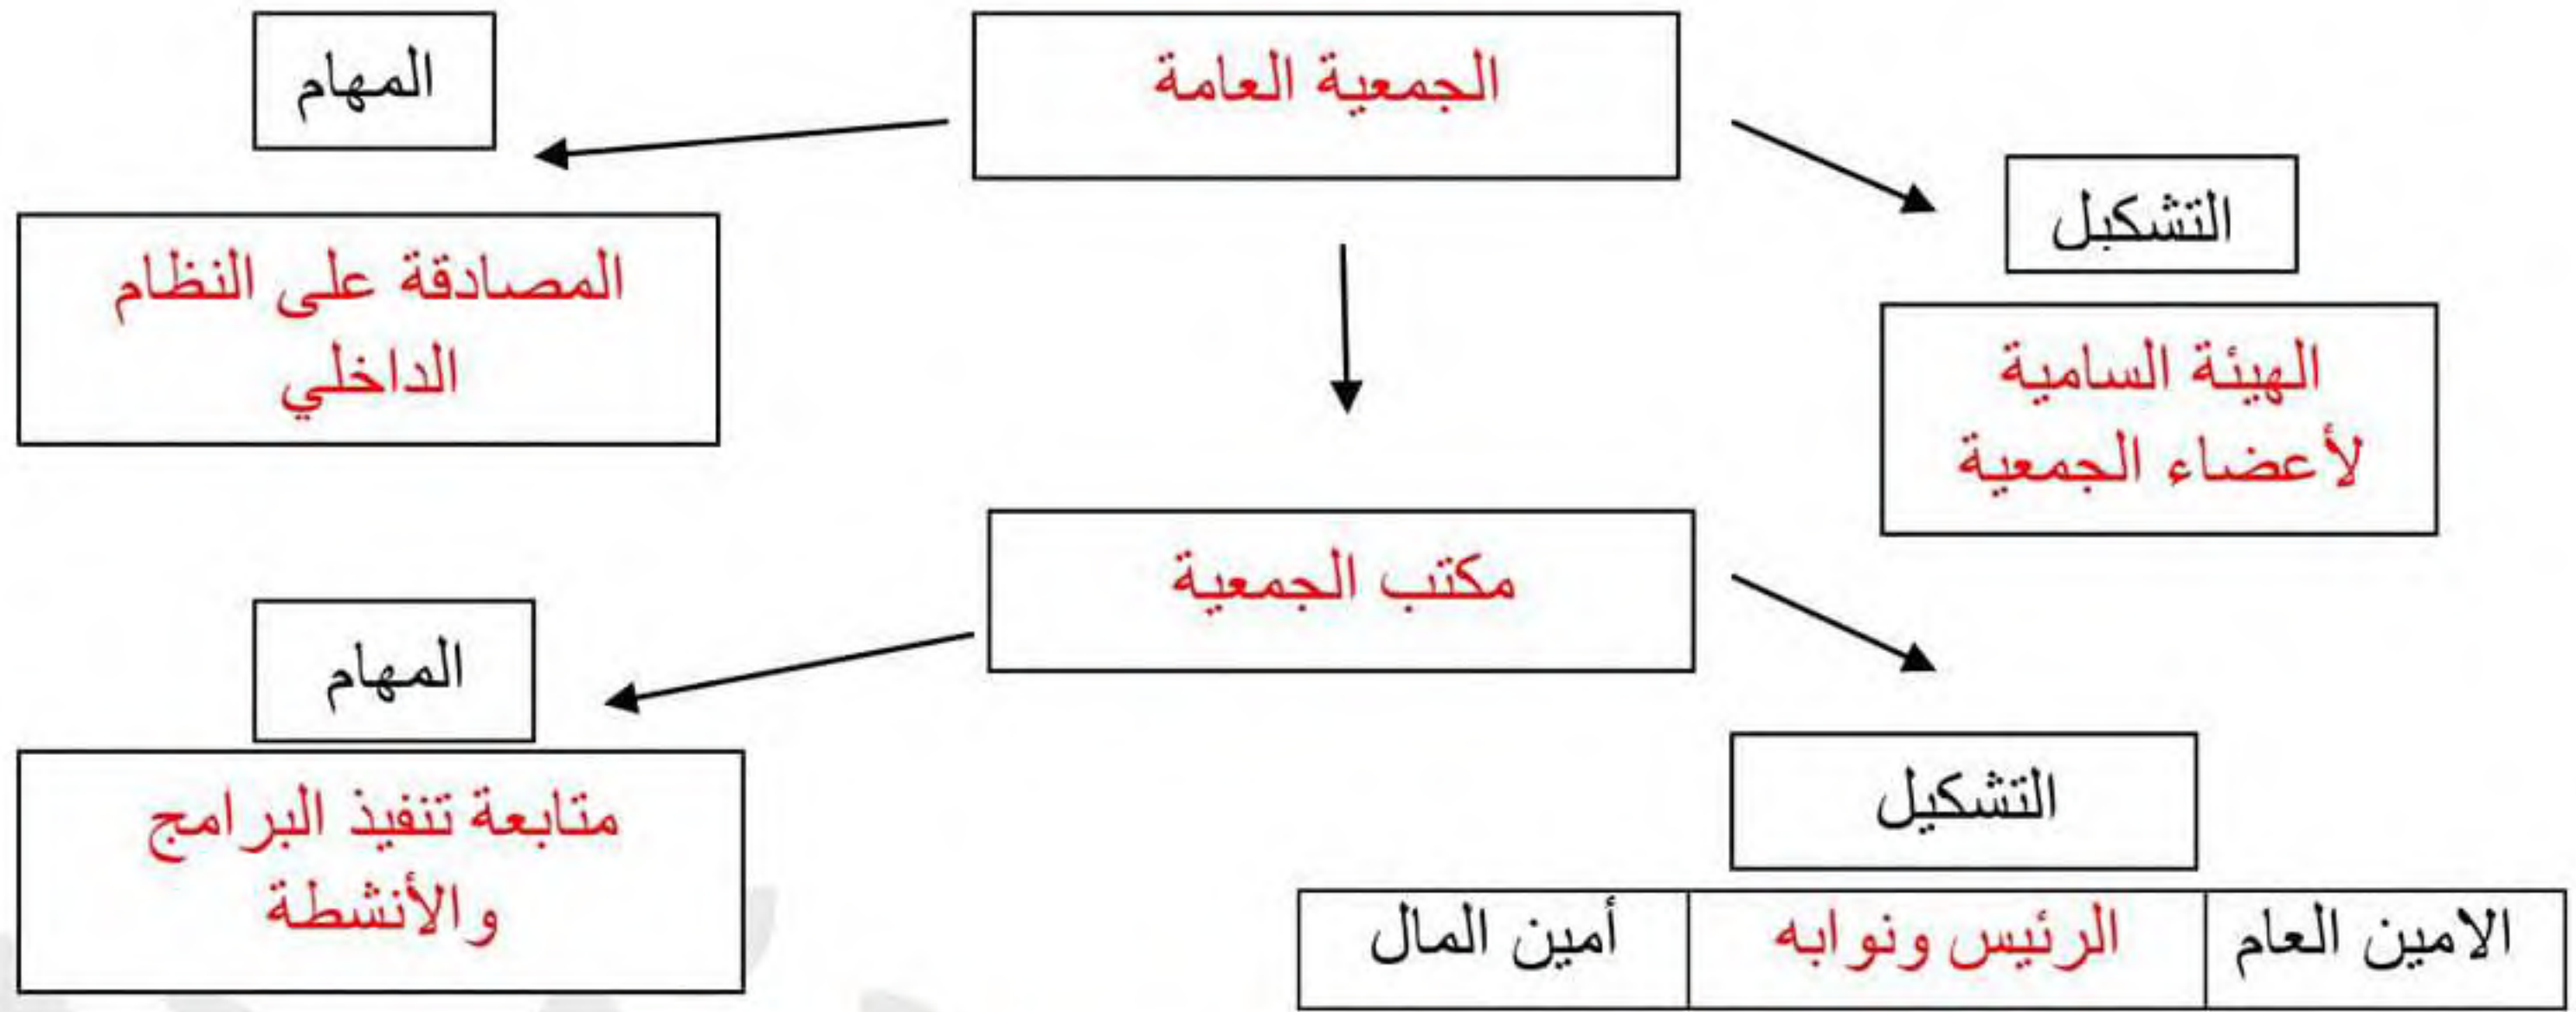 الجمعية العامة
المهام
التشكبل
المصادقة على النظام
الداخلي
الهيئة السامية
لأعضاء الجمعية
مكتب الجمعية
المهام
التشكيل
متابعة تنفيذ البرامج
والأنشطة
الامين العام
الرئيس ونوابه
أمين المال